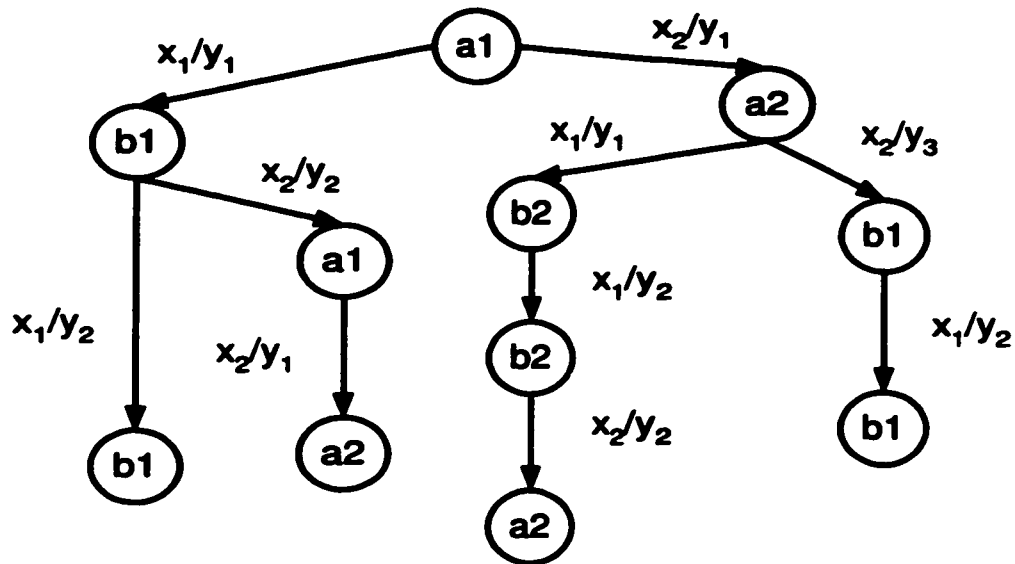 a1
x₁/y₁
x₂/y₁
b1
a2
x₂/y₂
x₁/y₁
x₂/y₃
a1
b2
b1
x₁/y₂
x₂/y₁
x₁/y₂
x₁/y₂
b2
x₂/y₂
b1
a2
b1
a2